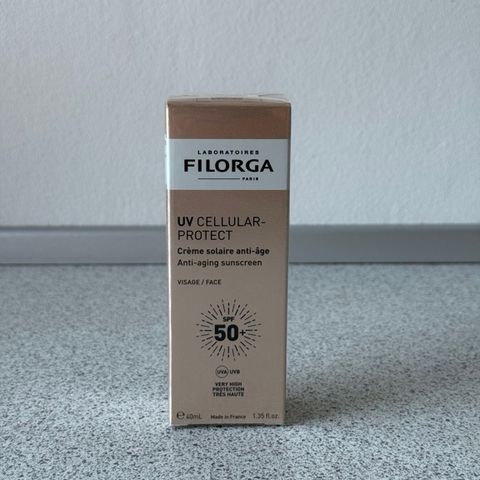 LABORATOIRES
FILORGA
PARIS
UV CELLULAR-
PROTECT
Crème solaire anti-âge
Anti-aging sunscreen
VISAGE / FACE
SPF
50+
UVA UVB
VERY HIGH
PROTECTION
TRÈS HAUTE
℮ 40mL Made in France 1.35 fl.oz.